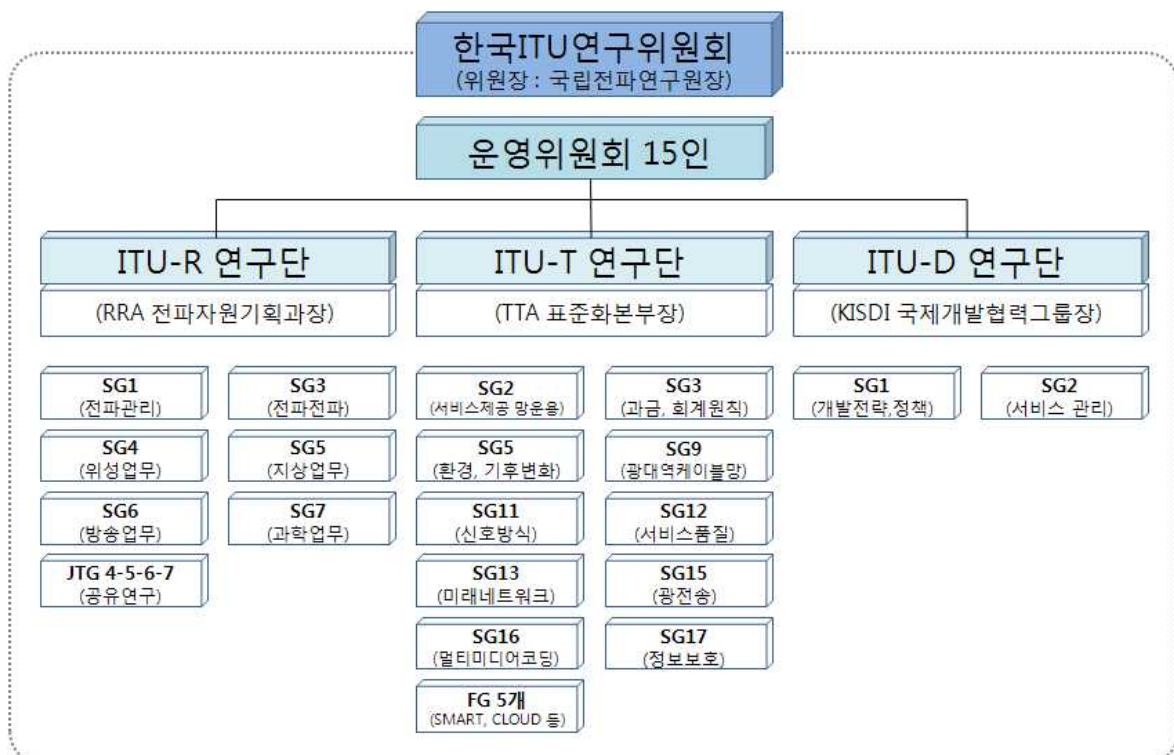 한국ITU연구위원회
(위원장 : 국립전파연구원장)
운영위원회 15인
ITU-R 연구단
(RRA 전파자원기획과장)
ITU-T 연구단
(TTA 표준화본부장)
ITU-D 연구단
(KISDI 국제개발협력그룹장)
SG1
(전파관리)
SG3
(전파전파)
SG4
(위성업무)
SG5
(지상업무)
SG6
(방송업무)
SG7
(과학업무)
JTG 4-5-6-7
(공유연구)
SG2
(서비스제공 망운용)
SG3
(과금, 회계원칙)
SG5
(환경, 기후변화)
SG9
(광대역케이블망)
SG11
(신호방식)
SG12
(서비스품질)
SG13
(미래네트워크)
SG15
(광전송)
SG16
(멀티미디어코딩)
SG17
(정보보호)
FG 5개
(SMART, CLOUD 등)
SG1
(개발전략,정책)
SG2
(서비스 관리)